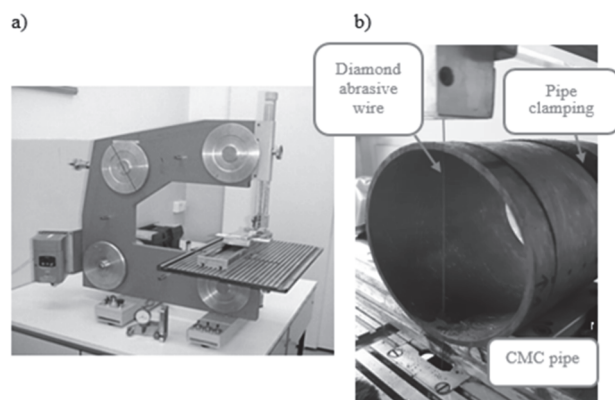 a)
b)
Diamond
abrasive
wire
Pipe
clamping
CMC pipe